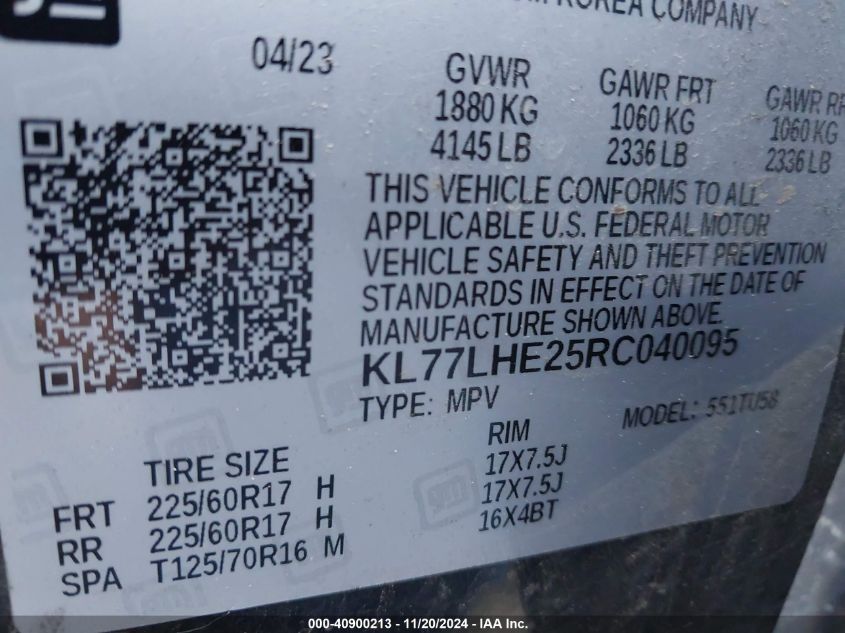 KOREA COMPANY
04/23
GVWR GAWR FRT GAWR RR
1880 KG 1060 KG 1060 KG
4145 LB 2336 LB 2336 LB
THIS VEHICLE CONFORMS TO ALL
APPLICABLE U.S. FEDERAL MOTOR
VEHICLE SAFETY AND THEFT PREVENTION
STANDARDS IN EFFECT ON THE DATE OF
MANUFACTURE SHOWN ABOVE.
KL77LHE25RC040095
TYPE: MPV MODEL: 551TU58
TIRE SIZE RIM
FRT 225/60R17 H 17X7.5J
RR 225/60R17 H 17X7.5J
SPA T125/70R16 M 16X4BT
000-40900213 - 11/20/2024 - IAA Inc.